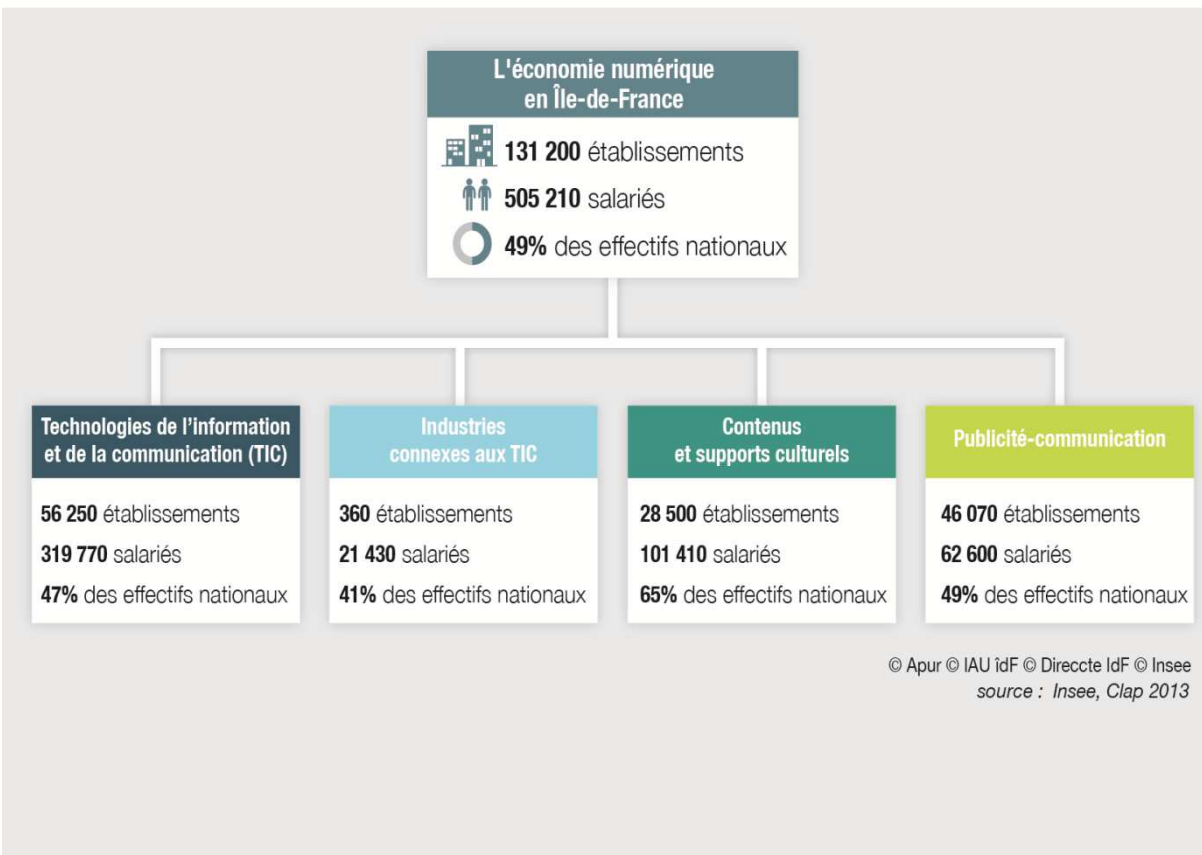 L'économie numérique
en Île-de-France
131 200 établissements
505 210 salariés
49% des effectifs nationaux
Technologies de l'information
et de la communication (TIC)
56 250 établissements
319 770 salariés
47% des effectifs nationaux
Industries
connexes aux TIC
360 établissements
21 430 salariés
41% des effectifs nationaux
Contenus
et supports culturels
28 500 établissements
101 410 salariés
65% des effectifs nationaux
Publicité-communication
46 070 établissements
62 600 salariés
49% des effectifs nationaux
© Apur © IAU îdF © Direccte IdF © Insee
source : Insee, Clap 2013